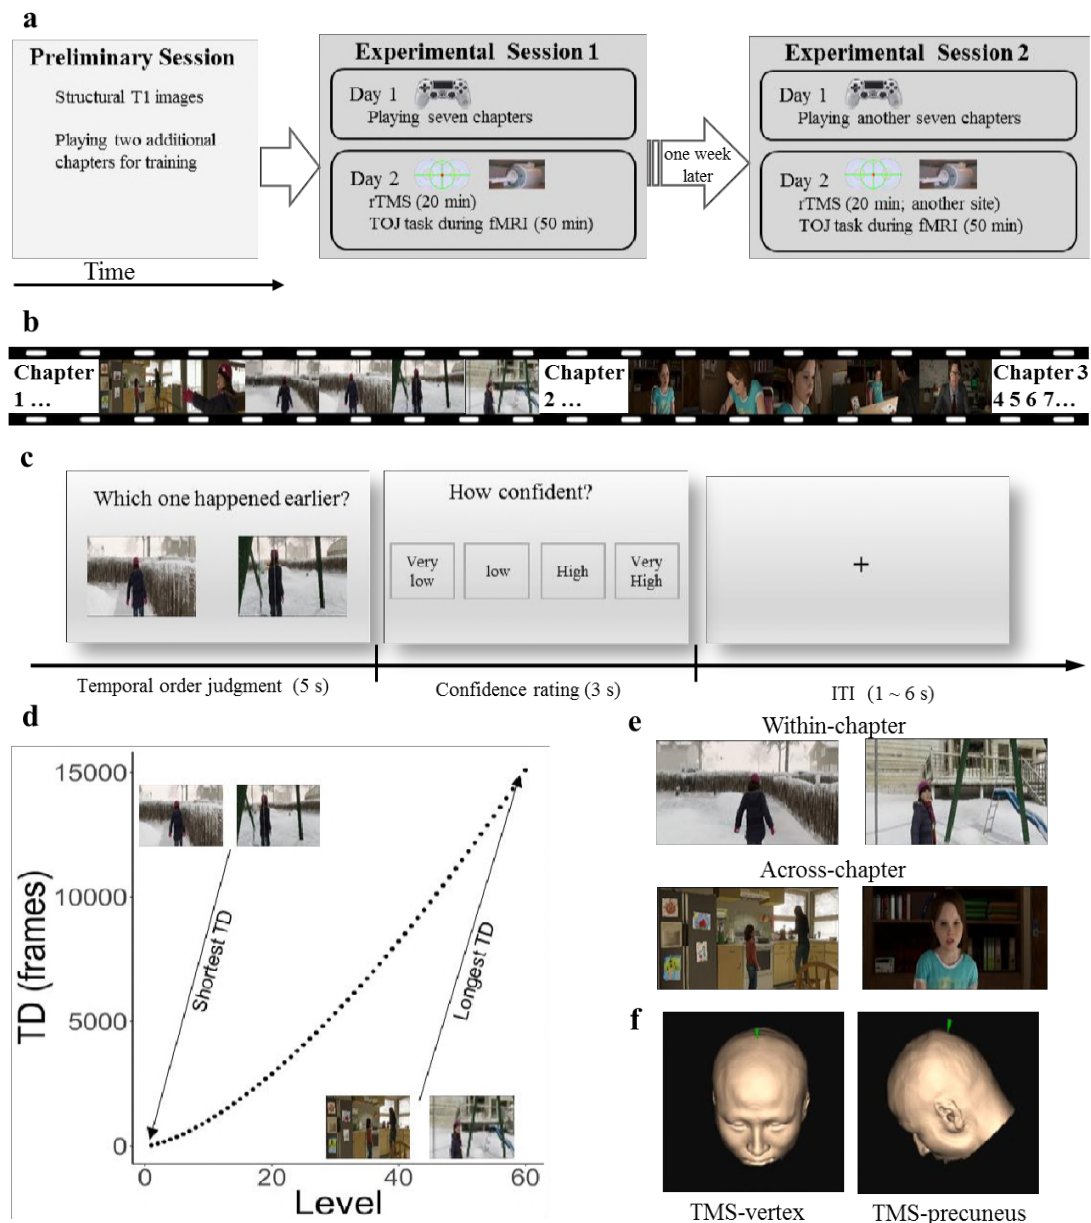 a
Preliminary Session
Structural T1 images
Playing two additional
chapters for training
Time
Experimental Session 1
Day 1
Playing seven chapters
Day 2
rTMS (20 min)
TOJ task during fMRI (50 min)
one week
later
Experimental Session 2
Day 1
Playing another seven chapters
Day 2
rTMS (20 min; another site)
TOJ task during fMRI (50 min)
b
Chapter
1 ...
Chapter
2 ...
Chapter 3
4 5 6 7...
c
Which one happened earlier?
How confident?
Very
low
low
High
Very
High
+
Temporal order judgment (5 s)
Confidence rating (3 s)
ITI (1 ~ 6 s)
d
TD (frames)
15000
10000
5000
0
Shortest TD
Longest TD
0
20
40
60
Level
e
Within-chapter
Across-chapter
f
TMS-vertex
TMS-precuneus